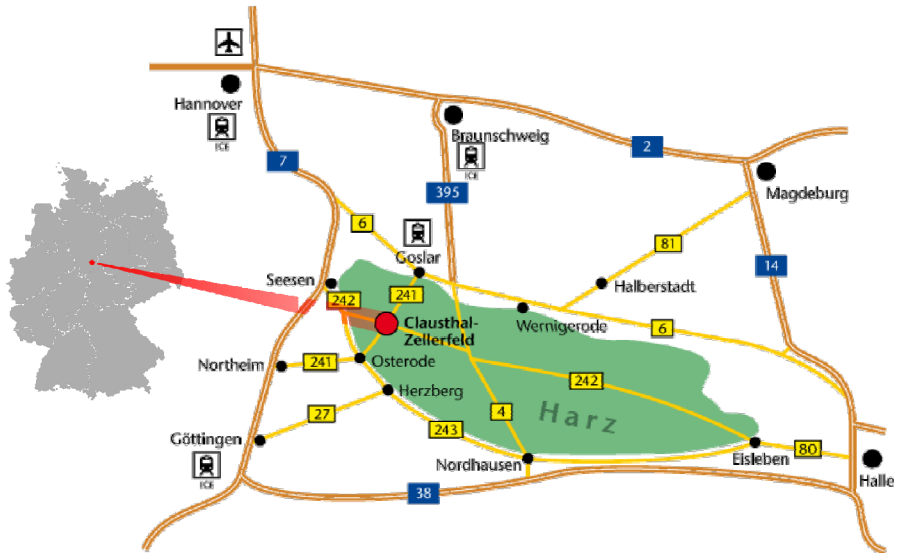 Hannover
ICE
Braunschweig
ICE
2
7
395
Magdeburg
6
81
Goslar
14
Seesen
242
241
Halberstadt
Clausthal-
Zellerfeld
Wernigerode
6
Northeim
241
Osterode
242
Herzberg
27
4
Harz
243
Göttingen
ICE
Nordhausen
Eisleben
80
Halle
38